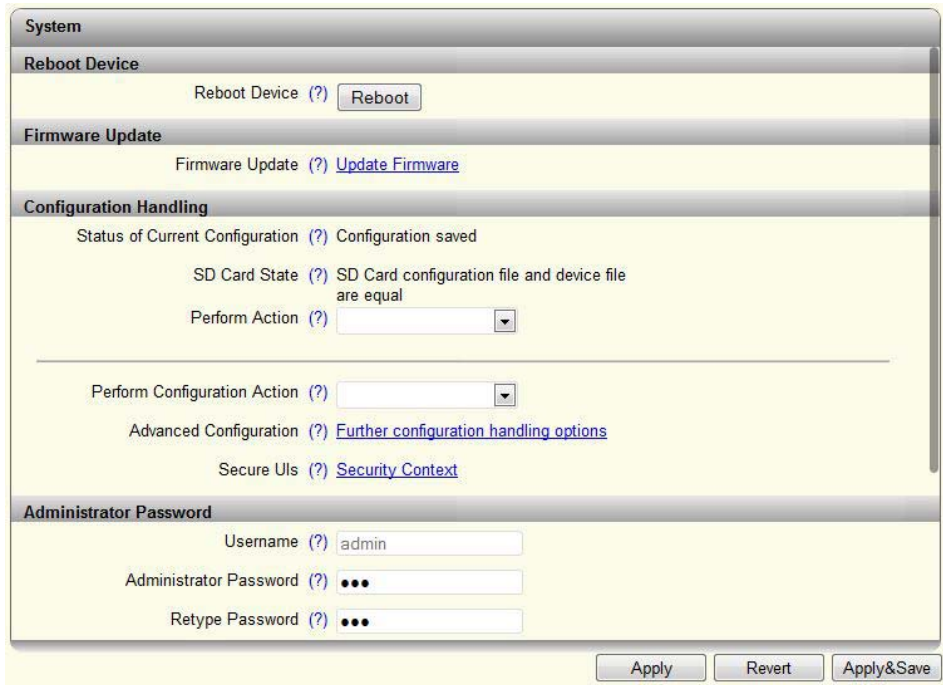 System
Reboot Device
Reboot Device (?) Reboot
Firmware Update
Firmware Update (?) Update Firmware
Configuration Handling
Status of Current Configuration (?) Configuration saved
SD Card State (?) SD Card configuration file and device file
are equal
Perform Action (?)
Perform Configuration Action (?)
Advanced Configuration (?) Further configuration handling options
Secure UIs (?) Security Context
Administrator Password
Username (?) admin
Administrator Password (?) •••
Retype Password (?) •••
Apply Revert Apply&Save